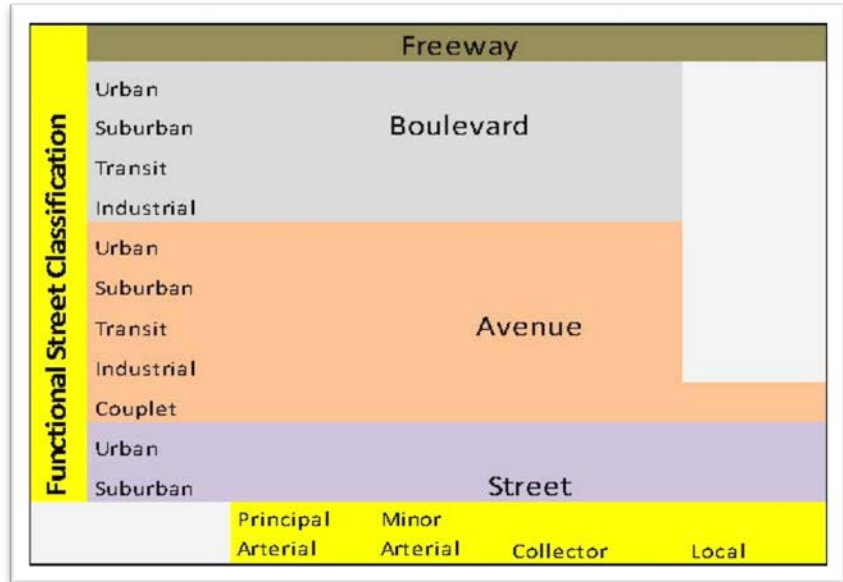 Functional Street Classification
Freeway
Urban
Suburban
Boulevard
Transit
Industrial
Urban
Suburban
Transit
Avenue
Industrial
Couplet
Urban
Suburban
Street
Principal
Arterial
Minor
Arterial
Collector
Local